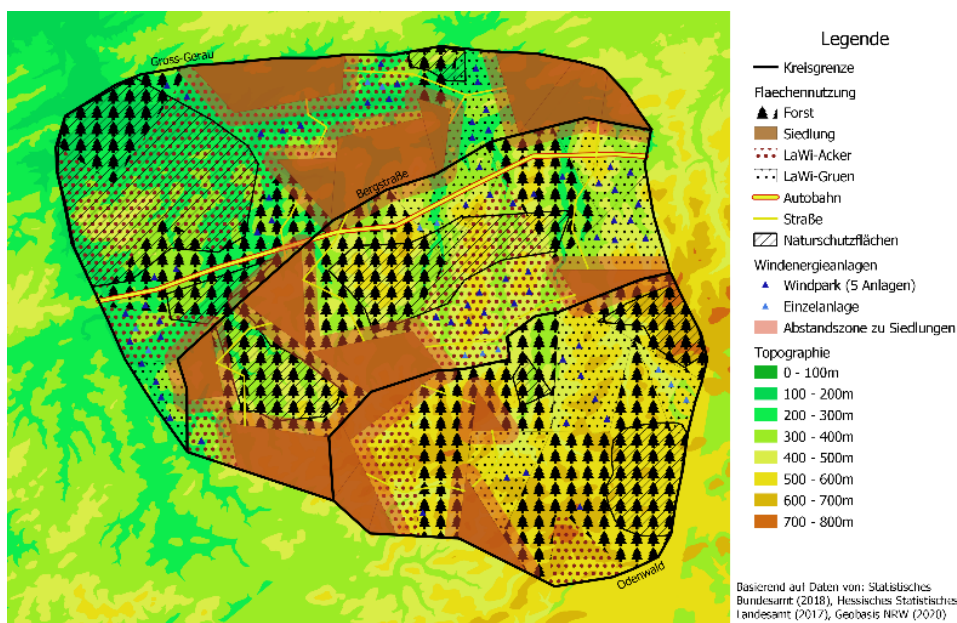 Gross-Gerau
Bergstraße
Odenwald
Legende
Kreisgrenze
Flaechennutzung
Forst
Siedlung
LaWi-Acker
LaWi-Gruen
Autobahn
Straße
Naturschutzflächen
Windenergieanlagen
Windpark (5 Anlagen)
Einzelanlage
Abstandszone zu Siedlungen
Topographie
0 - 100m
100 - 200m
200 - 300m
300 - 400m
400 - 500m
500 - 600m
600 - 700m
700 - 800m
Basierend auf Daten von: Statistisches
Bundesamt (2018), Hessisches Statistisches
Landesamt (2017), Geobasis NRW (2020)